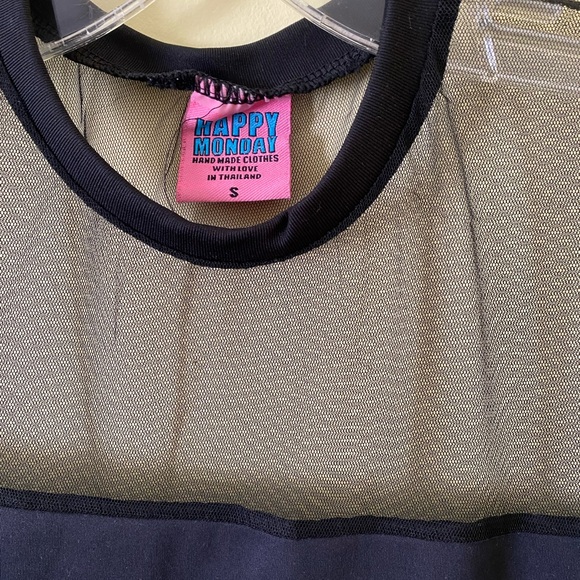 HAPPY
MONDAY
HAND MADE CLOTHES
WITH LOVE
IN THAILAND
S